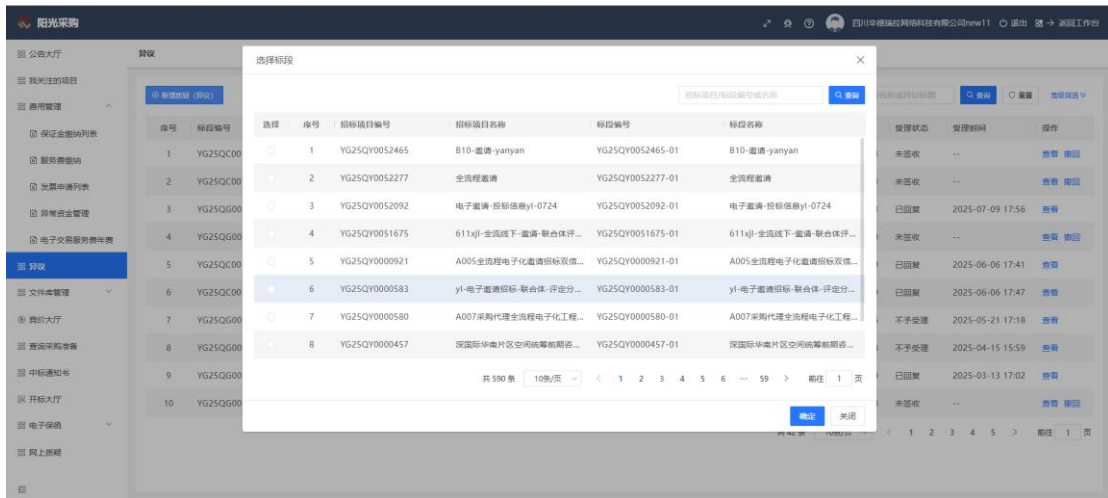 阳光采购
四川幸德瑞拉网络科技有限公司new11 退出 返回工作台
公告大厅
我关注的项目
费用管理
保证金缴纳列表
服务费缴纳
发票申请列表
异常资金管理
电子交易服务费年费
异议
文件库管理
竞价大厅
查阅采购准备
中标通知书
开标大厅
电子保函
网上质疑
异议
新增质疑（异议）
查询 重置 高级筛选
序号 标段编号
1 YG25QC00
2 YG25QC00
3 YG25QG00
4 YG25QG00
5 YG25QC00
6 YG25QC00
7 YG25QG00
8 YG25QG00
9 YG25QG00
10 YG25QG00
选择标段
招标项目/标段编号或名称 查询
选择 序号 招标项目编号 招标项目名称 标段编号 标段名称
1 YG25QY0052465 B10-邀请-yanyan YG25QY0052465-01 B10-邀请-yanyan
2 YG25QY0052277 全流程邀请 YG25QY0052277-01 全流程邀请
3 YG25QY0052092 电子邀请-投标信息yl-0724 YG25QY0052092-01 电子邀请-投标信息yl-0724
4 YG25QY0051675 611xjl-全流线下-邀请-联合体评... YG25QY0051675-01 611xjl-全流线下-邀请-联合体评...
5 YG25QY0000921 A005全流程电子化邀请招标双信... YG25QY0000921-01 A005全流程电子化邀请招标双信...
6 YG25QY0000583 yl-电子邀请招标-联合体-评定分... YG25QY0000583-01 yl-电子邀请招标-联合体-评定分...
7 YG25QY0000580 A007采购代理全流程电子化工程... YG25QY0000580-01 A007采购代理全流程电子化工程...
8 YG25QY0000457 深国际华南片区空间统筹前期咨... YG25QY0000457-01 深国际华南片区空间统筹前期咨...
共 590 条 10条/页 1 2 3 4 5 6 ... 59 前往 1 页
确定 关闭
受理状态 受理时间 操作
未签收 -- 查看 撤回
未签收 -- 查看 撤回
已回复 2025-07-09 17:56 查看
未签收 -- 查看 撤回
已回复 2025-06-06 17:41 查看
已回复 2025-06-06 17:47 查看
不予受理 2025-05-21 17:18 查看
不予受理 2025-04-15 15:59 查看
已回复 2025-03-13 17:02 查看
未签收 -- 查看 撤回
共 42 条 10条/页 1 2 3 4 5 前往 1 页